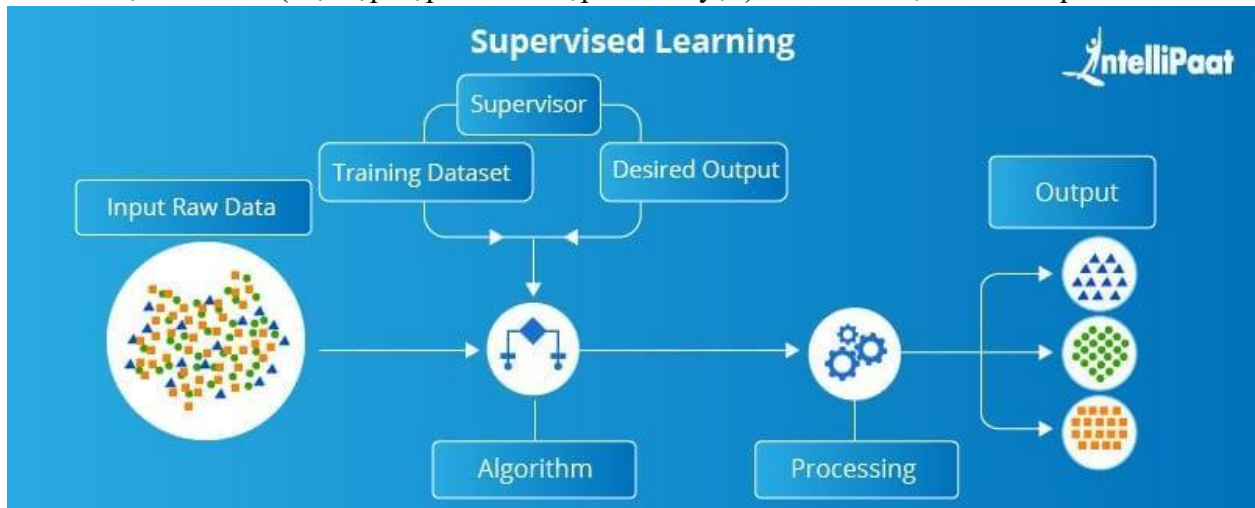 Supervised Learning
IntelliPaat
Supervisor
Training Dataset
Desired Output
Input Raw Data
Output
Algorithm
Processing